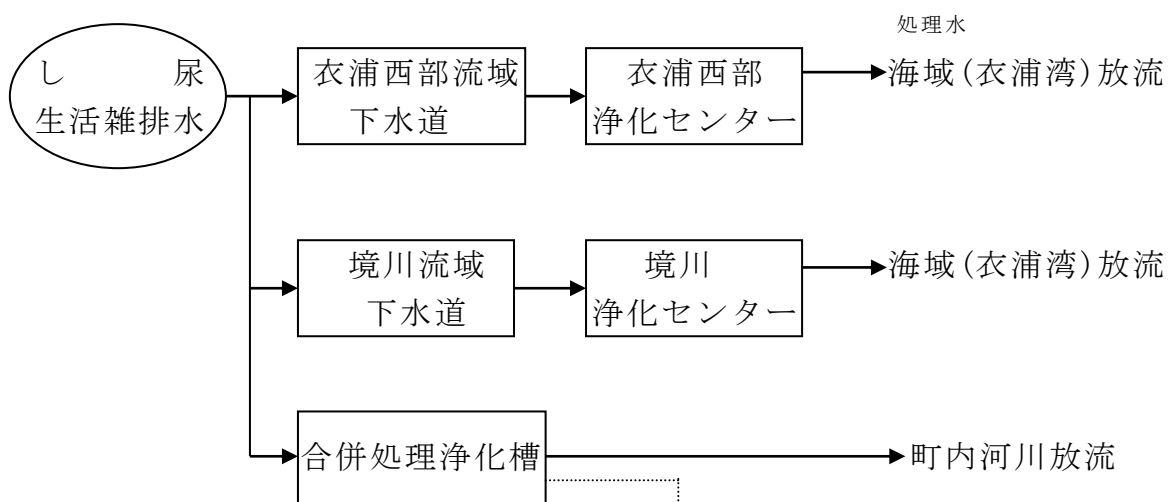 処理水
し尿
生活雑排水
衣浦西部流域
下水道
衣浦西部
浄化センター
海域(衣浦湾)放流
境川流域
下水道
境川
浄化センター
海域(衣浦湾)放流
合併処理浄化槽
町内河川放流